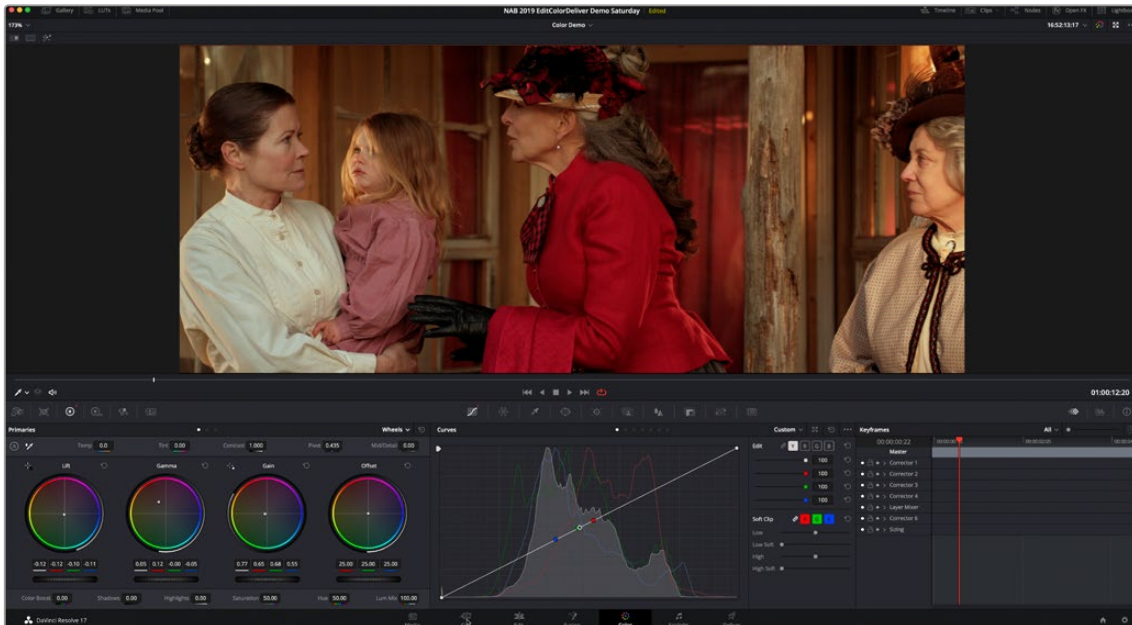 Gallery LUTs Media Pool NAB 2019 EditColorDeliver Demo Saturday Edited Timeline Clips Nodes Open FX Lightbox
173% Color Demo 16:52:13:17
01:00:12:20
Primaries Wheels Curves Custom Keyframes All
Temp 0.0 Tint 0.00 Contrast 1.000 Pivot 0.435 Mid/Detail 0.00
Lift Gamma Gain Offset
-0.12 -0.12 -0.10 -0.11 0.05 0.12 -0.00 -0.05 0.77 0.65 0.68 0.55 25.00 25.00 25.00
Color Boost 0.00 Shadows 0.00 Highlights 0.00 Saturation 50.00 Hue 50.00 Lum Mix 100.00
Edit Y R G B
100
100
100
100
Soft Clip
Low
Low Soft
High
High Soft
00:00:00:22
Master
Corrector 1
Corrector 2
Corrector 3
Corrector 4
Layer Mixer
Corrector 6
Sizing
DaVinci Resolve 17